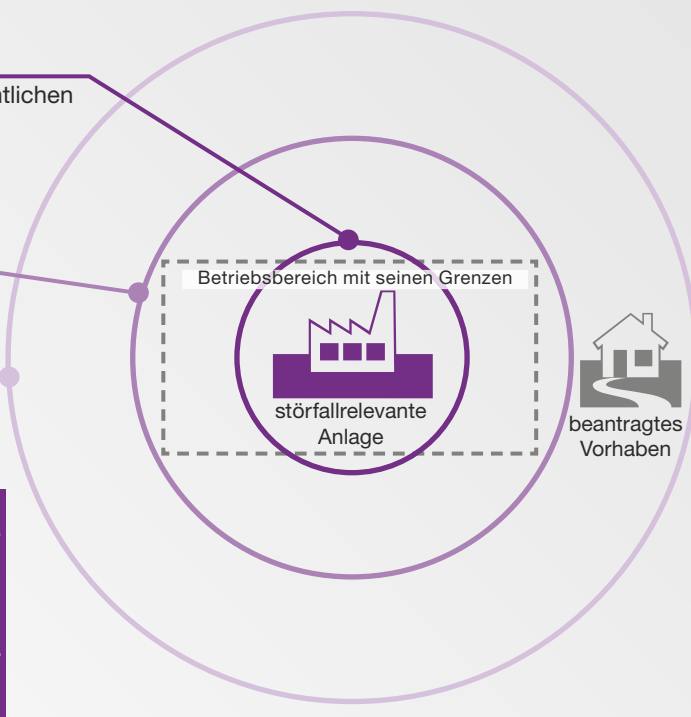 Betriebsbereich mit seinen Grenzen
störfallrelevante
Anlage
beantragtes
Vorhaben